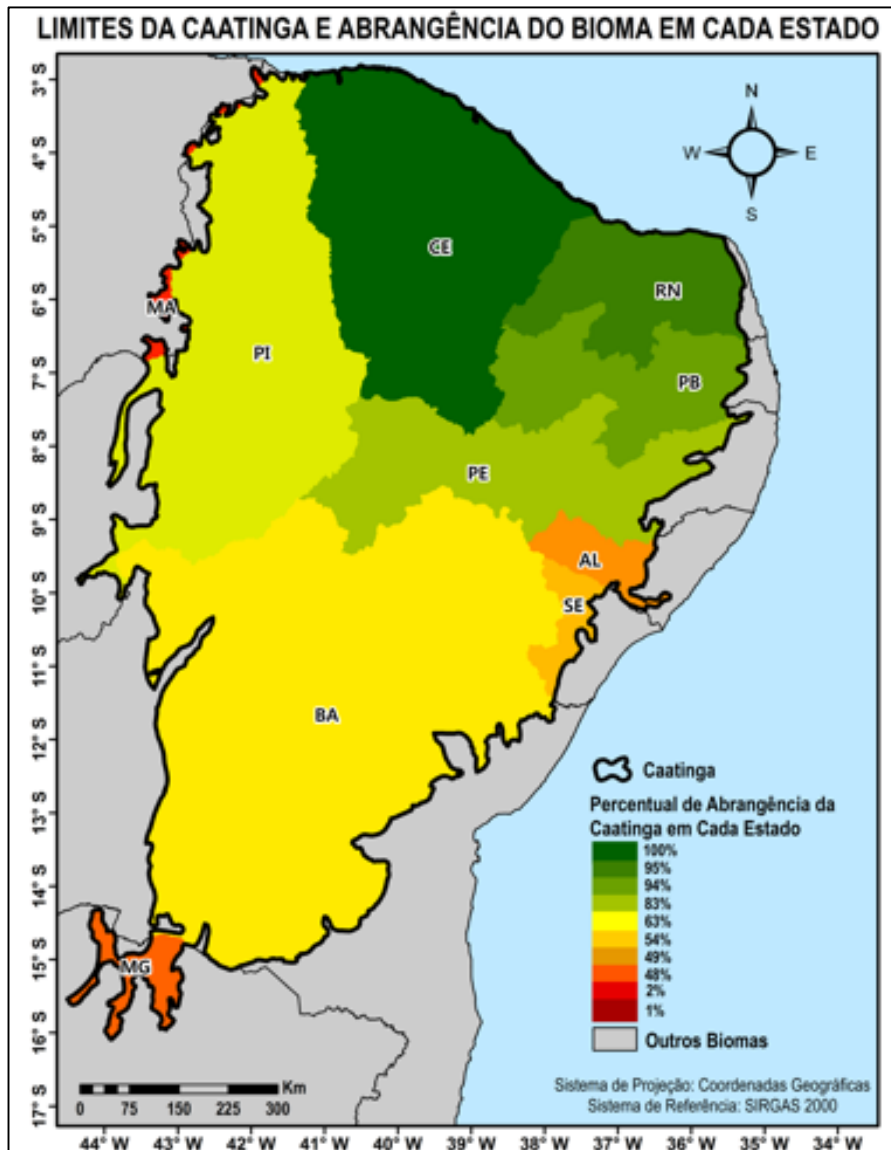 LIMITES DA CAATINGA E ABRANGÊNCIA DO BIOMA EM CADA ESTADO
3° S
4° S
5° S
6° S
7° S
8° S
9° S
10° S
11° S
12° S
13° S
14° S
15° S
16° S
17° S
N
W
E
S
CE
RN
MA
PI
PB
PE
AL
SE
BA
MG
Caatinga
Percentual de Abrangência da
Caatinga em Cada Estado
100%
95%
94%
83%
63%
54%
49%
48%
2%
1%
Outros Biomas
Km
0 75 150 225 300
Sistema de Projeção: Coordenadas Geográficas
Sistema de Referência: SIRGAS 2000
44° W 43° W 42° W 41° W 40° W 39° W 38° W 37° W 36° W 35° W 34° W